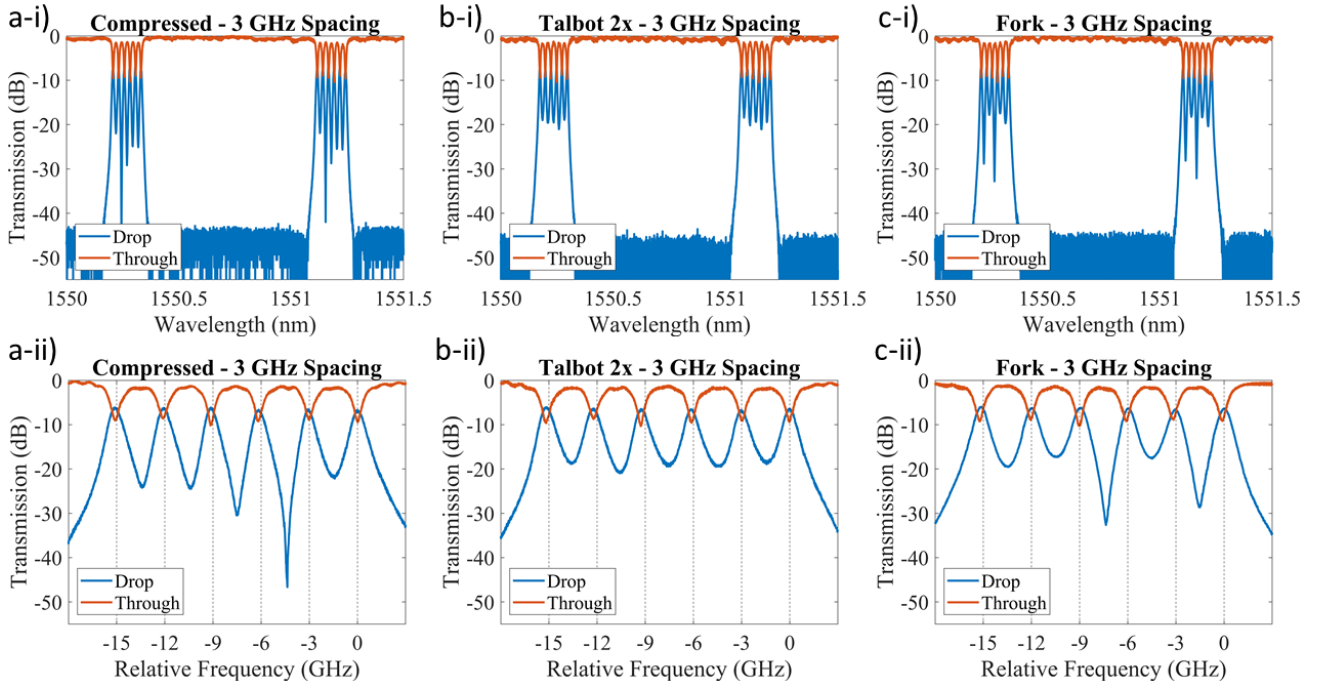 a-i)
Compressed - 3 GHz Spacing
0
-10
-20
-30
-40
-50
Transmission (dB)
Drop
Through
1550
1550.5
1551
1551.5
Wavelength (nm)
b-i)
Talbot 2x - 3 GHz Spacing
0
-10
-20
-30
-40
-50
Transmission (dB)
Drop
Through
1550
1550.5
1551
1551.5
Wavelength (nm)
c-i)
Fork - 3 GHz Spacing
0
-10
-20
-30
-40
-50
Transmission (dB)
Drop
Through
1550
1550.5
1551
1551.5
Wavelength (nm)
a-ii)
Compressed - 3 GHz Spacing
0
-10
-20
-30
-40
-50
Transmission (dB)
Drop
Through
-15
-12
-9
-6
-3
0
Relative Frequency (GHz)
b-ii)
Talbot 2x - 3 GHz Spacing
0
-10
-20
-30
-40
-50
Transmission (dB)
Drop
Through
-15
-12
-9
-6
-3
0
Relative Frequency (GHz)
c-ii)
Fork - 3 GHz Spacing
0
-10
-20
-30
-40
-50
Transmission (dB)
Drop
Through
-15
-12
-9
-6
-3
0
Relative Frequency (GHz)